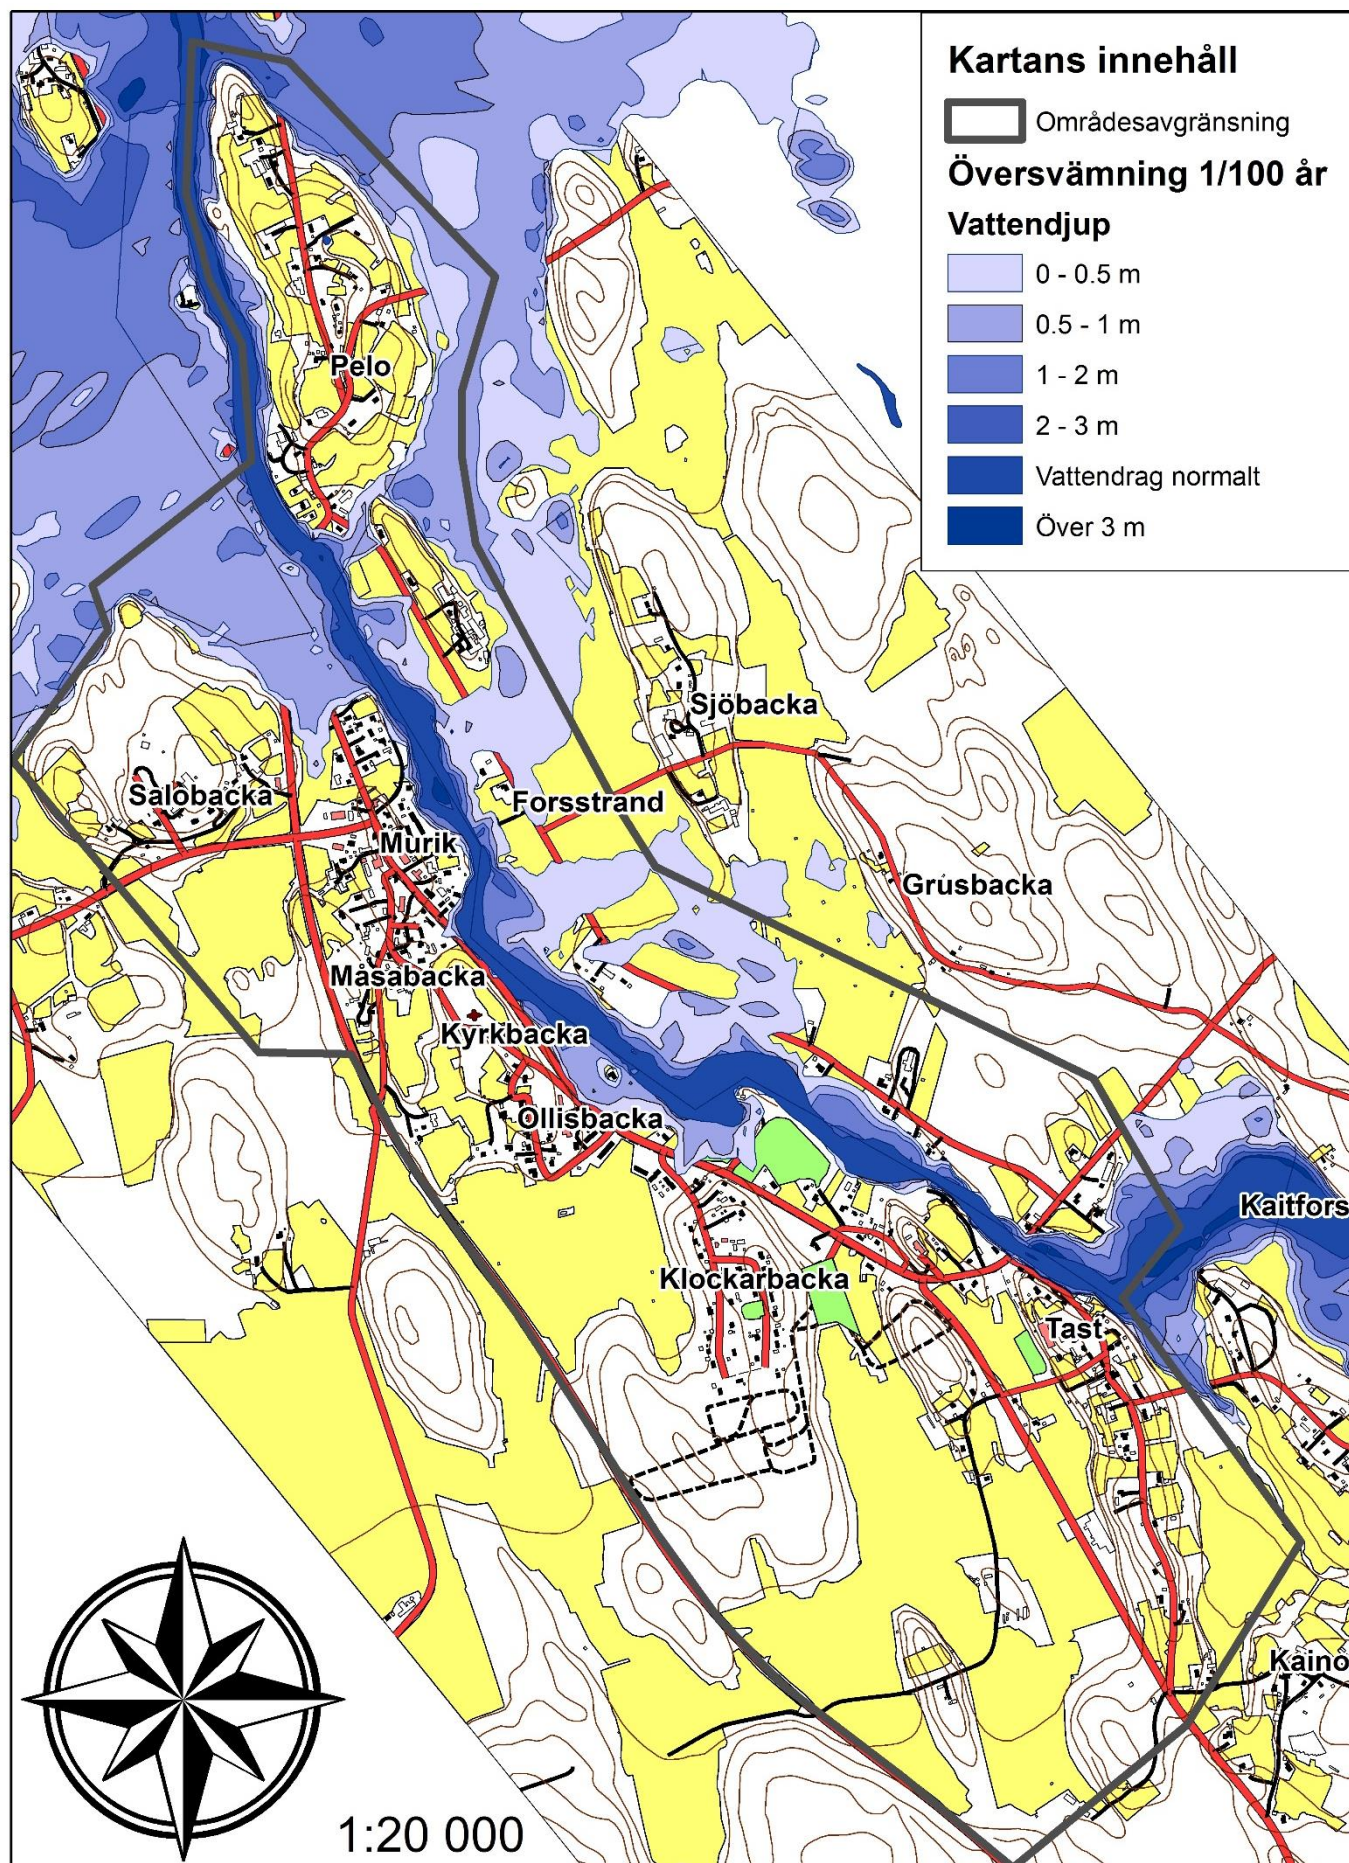 Kartans innehåll
Områdesavgränsning
Översvämning 1/100 år
Vattendjup
0 - 0.5 m
0.5 - 1 m
1 - 2 m
2 - 3 m
Vattendrag normalt
Över 3 m
Pelo
Sjöbacka
Salobacka
Forsstrand
Murik
Grusbacka
Måsabacka
Kyrkbacka
Ollisbacka
Kaitfors
Klockarbacka
Tast
Kaino
1:20 000